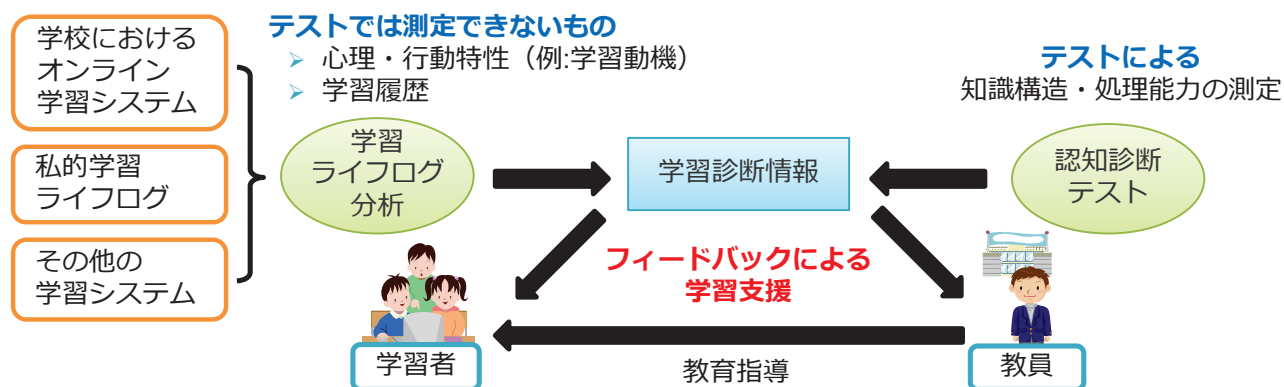 学校における
オンライン
学習システム
私的学習
ライフログ
その他の
学習システム
テストでは測定できないもの
➢ 心理・行動特性（例:学習動機）
➢ 学習履歴
学習
ライフログ
分析
学習診断情報
テストによる
知識構造・処理能力の測定
認知診断
テスト
フィードバックによる
学習支援
学習者
教育指導
教員